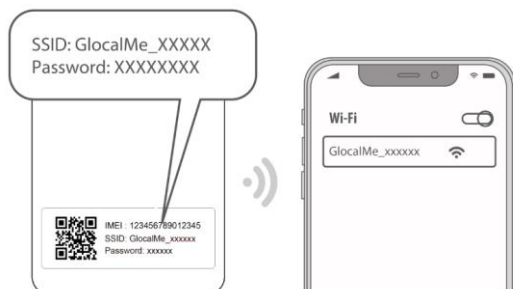 SSID: GlocalMe_XXXXX
Password: XXXXXXXX
IMEI : 123456789012345
SSID: GlocalMe_xxxxxx
Password: xxxxxx
Wi-Fi
GlocalMe_xxxxxx